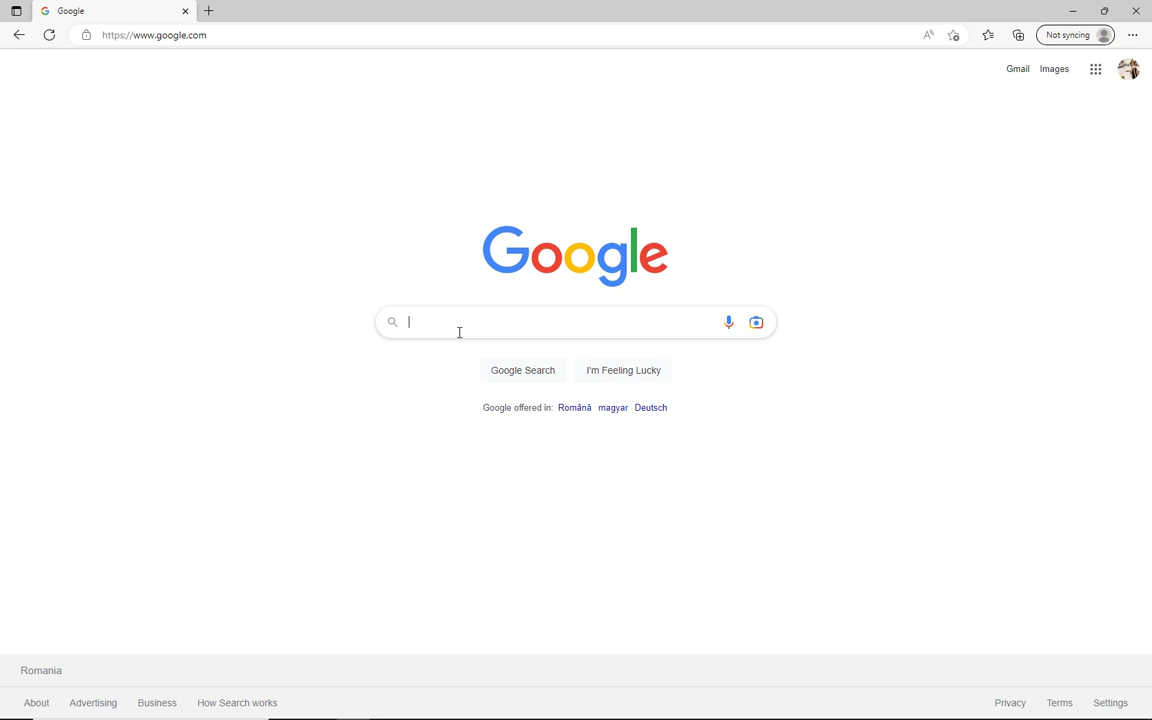 Google
https://www.google.com
Not syncing
Gmail Images
Google
Google Search I'm Feeling Lucky
Google offered in: Română magyar Deutsch
Romania
About Advertising Business How Search works Privacy Terms Settings